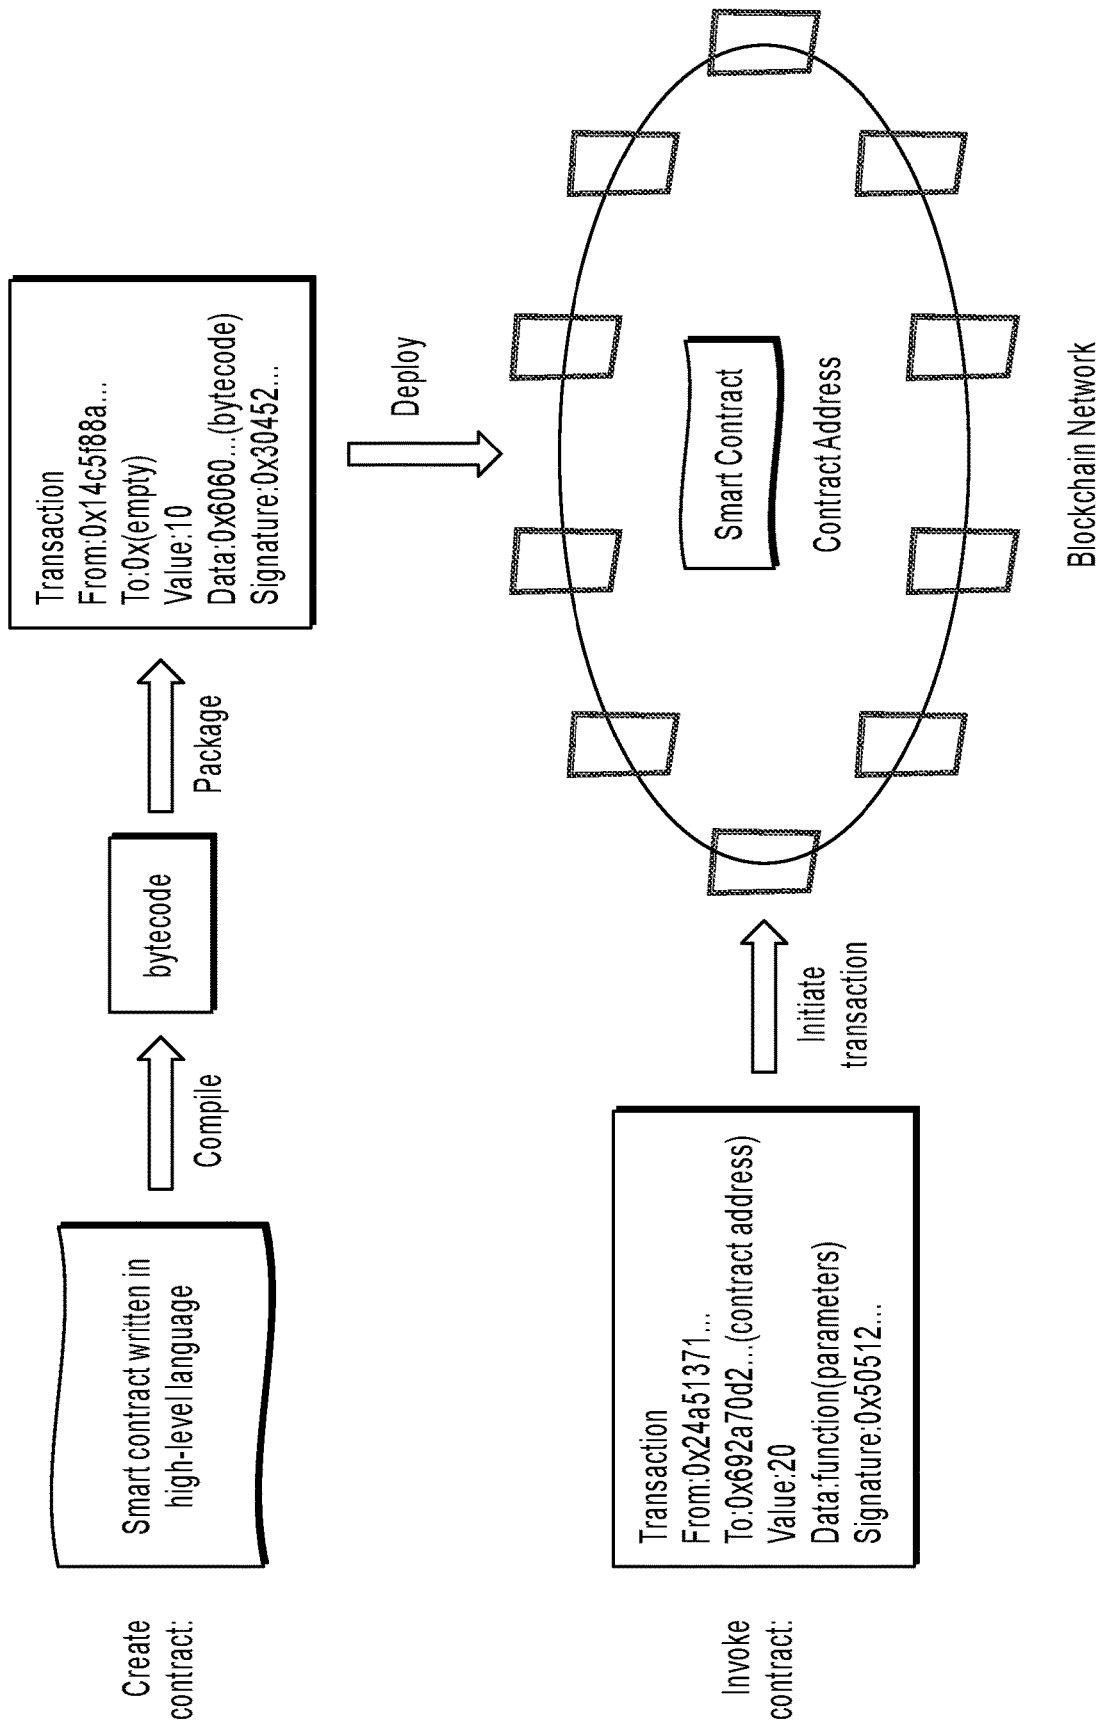 Create
contract:
Smart contract written in
high-level language
Compile
bytecode
Package
Transaction
From:0x14c5f88a...
To:0x(empty)
Value:10
Data:0x6060...(bytecode)
Signature:0x30452...
Deploy
Invoke
contract:
Transaction
From:0x24a51371...
To:0x692a70d2...(contract address)
Value:20
Data:function(parameters)
Signature:0x50512...
Initiate
transaction
Smart Contract
Contract Address
Blockchain Network